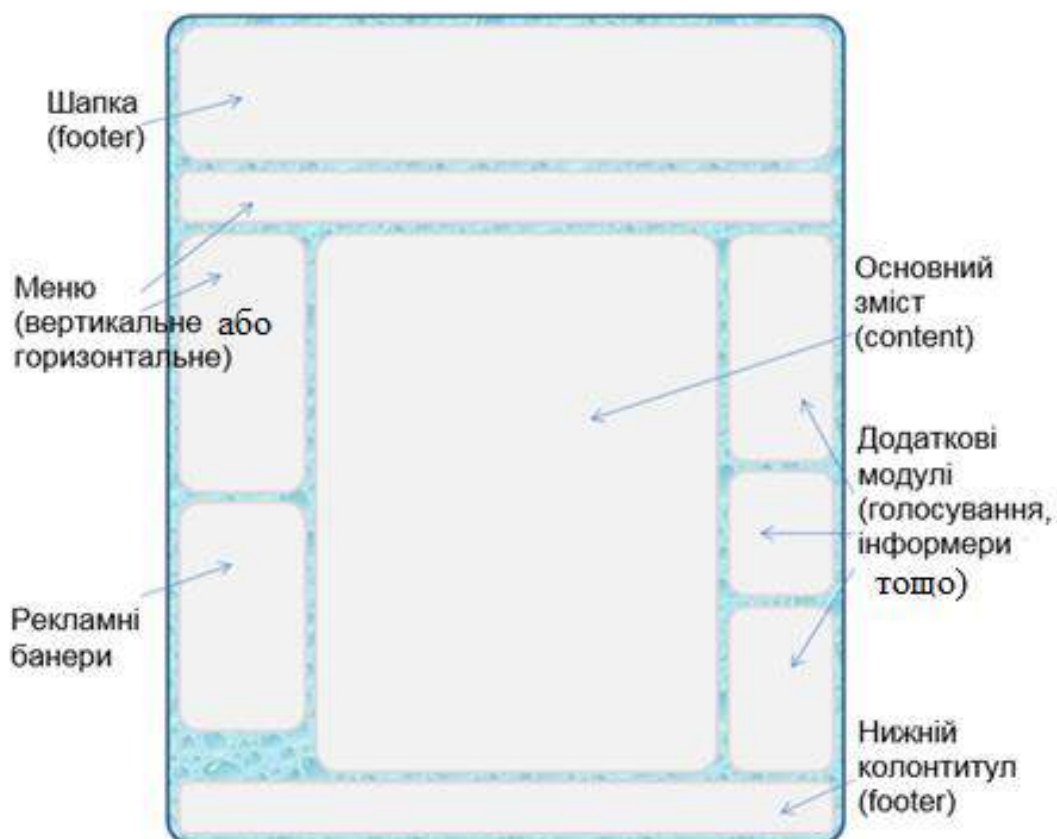 Шапка
(footer)
Меню
(вертикальне або
горизонтальне)
Рекламні
банери
Основний
зміст
(content)
Додаткові
модулі
(голосування,
інформери
тощо)
Нижній
колонтитул
(footer)